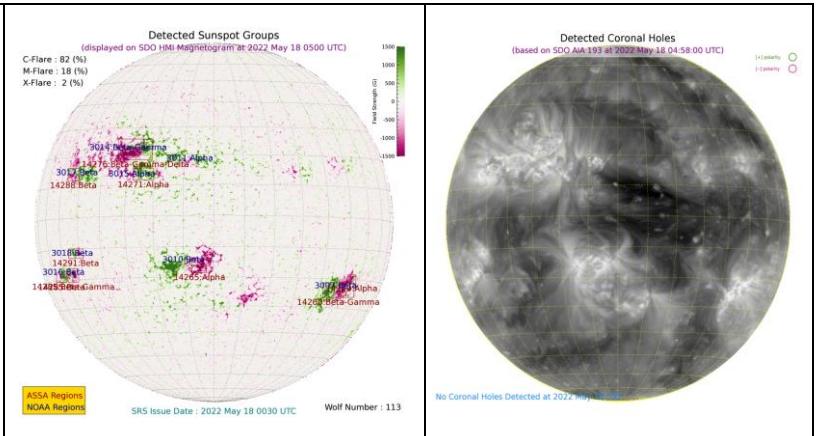 Detected Sunspot Groups
(displayed on SDO HMI Magnetogram at 2022 May 18 0500 UTC)
C-Flare : 82 (%)
M-Flare : 18 (%)
X-Flare : 2 (%)
1500
1000
500
0
-500
-1000
-1500
Field Strength (G)
3014:Beta-Gamma
3011:Alpha
14276:Beta-Gamma-Delta
3017:Beta
3015:Alpha
14288:Beta
14271:Alpha
3018:Beta
14291:Beta
3016:Beta
3010:Beta
14265:Alpha
Beta-Gamma
Alpha
ASSA Regions
NOAA Regions
SRS Issue Date : 2022 May 18 0030 UTC
Wolf Number : 113
Detected Coronal Holes
(based on SDO AIA 193 at 2022 May 18 04:58:00 UTC)
[+] polarity
[-] polarity
No Coronal Holes Detected at 2022 May